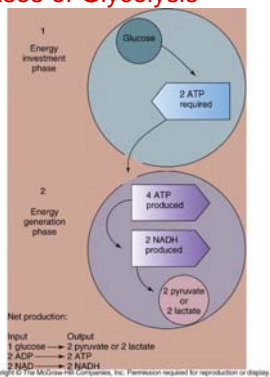 of Glycolysis
1
Energy
investment
phase
Glucose
2 ATP
required
2
Energy
generation
phase
4 ATP
produced
2 NADH
produced
2 pyruvate
or
2 lactate
Net production:
Input Output
1 glucose 2 pyruvate or 2 lactate
2 ADP 2 ATP
2 NAD 2 NADH
© The McGraw-Hill Companies, Inc. Permission required for reproduction or display.